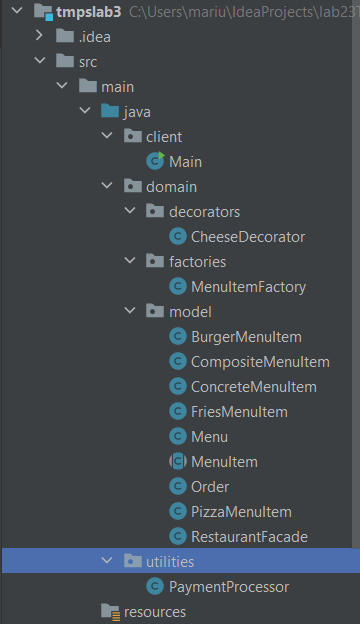 tmpslab3 C:\Users\mariu\IdeaProjects\lab23T
.idea
src
main
java
client
Main
domain
decorators
CheeseDecorator
factories
MenuItemFactory
model
BurgerMenuItem
CompositeMenuItem
ConcreteMenuItem
FriesMenuItem
Menu
MenuItem
Order
PizzaMenuItem
RestaurantFacade
utilities
PaymentProcessor
resources